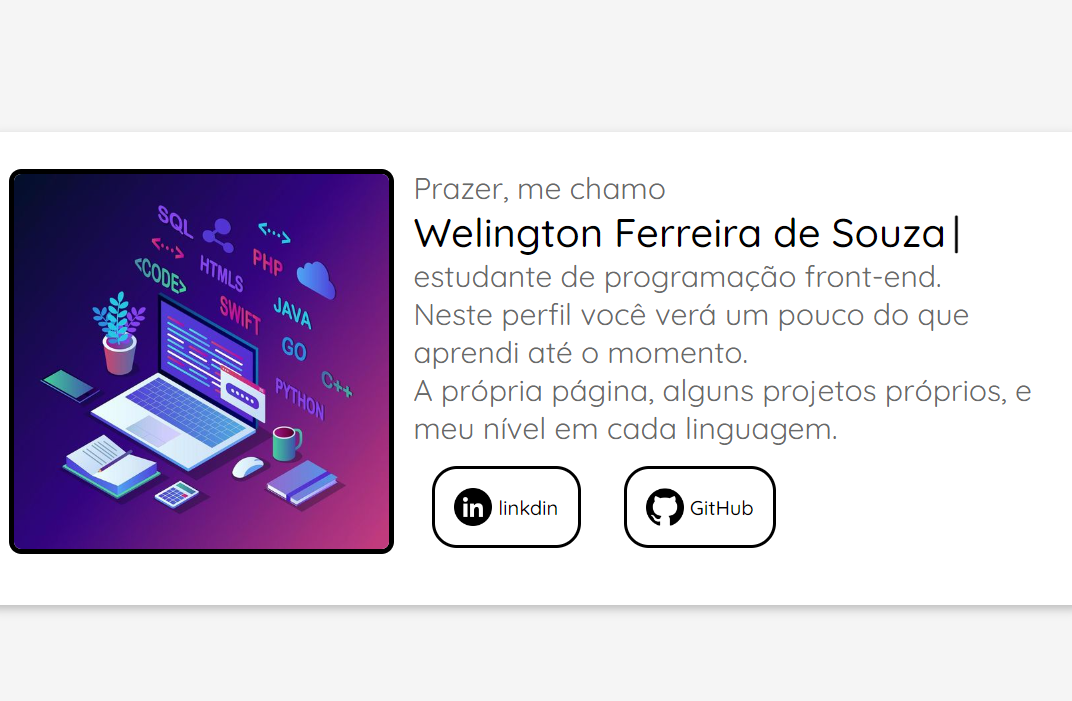 Prazer, me chamo
Welington Ferreira de Souza|
estudante de programação front-end.
Neste perfil você verá um pouco do que
aprendi até o momento.
A própria página, alguns projetos próprios, e
meu nível em cada linguagem.
in linkdin
GitHub
SQL
<...>
<...>
<CODE>
HTMLS
PHP
SWIFT
JAVA
GO
PYTHON
C++